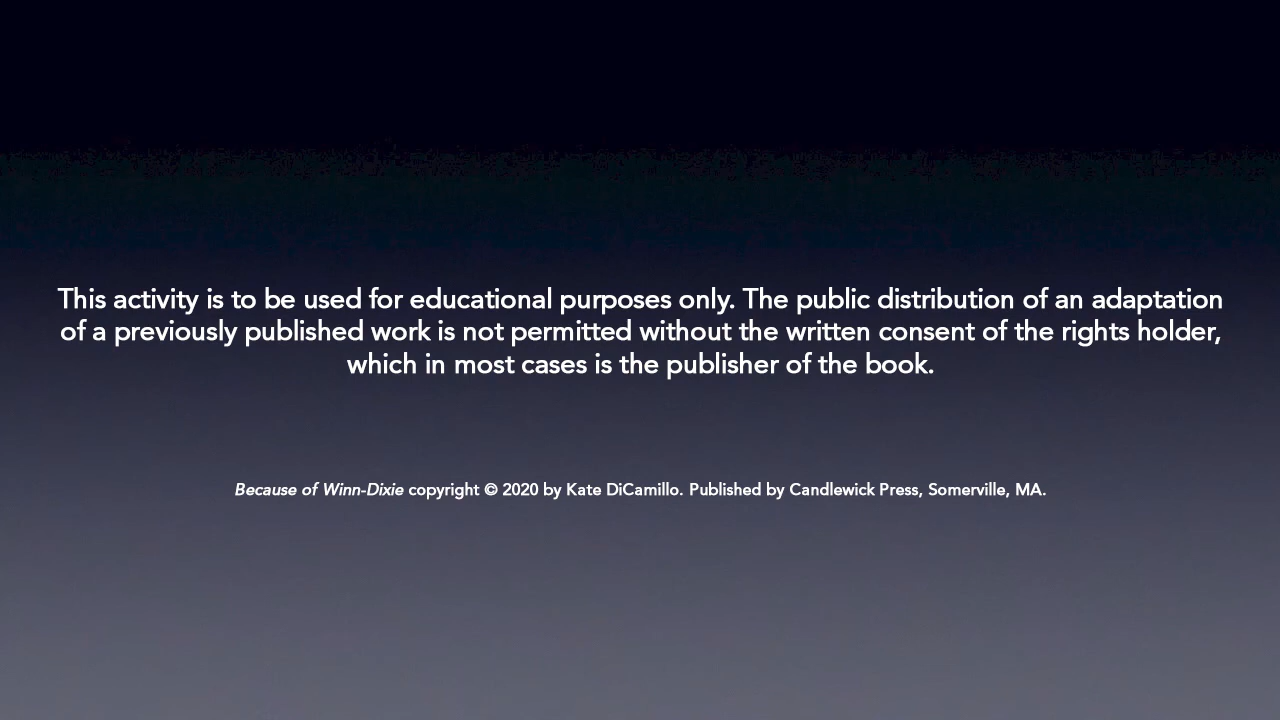 This activity is to be used for educational purposes only. The public distribution of an adaptation
of a previously published work is not permitted without the written consent of the rights holder,
which in most cases is the publisher of the book.
Because of Winn-Dixie copyright © 2020 by Kate DiCamillo. Published by Candlewick Press, Somerville, MA.